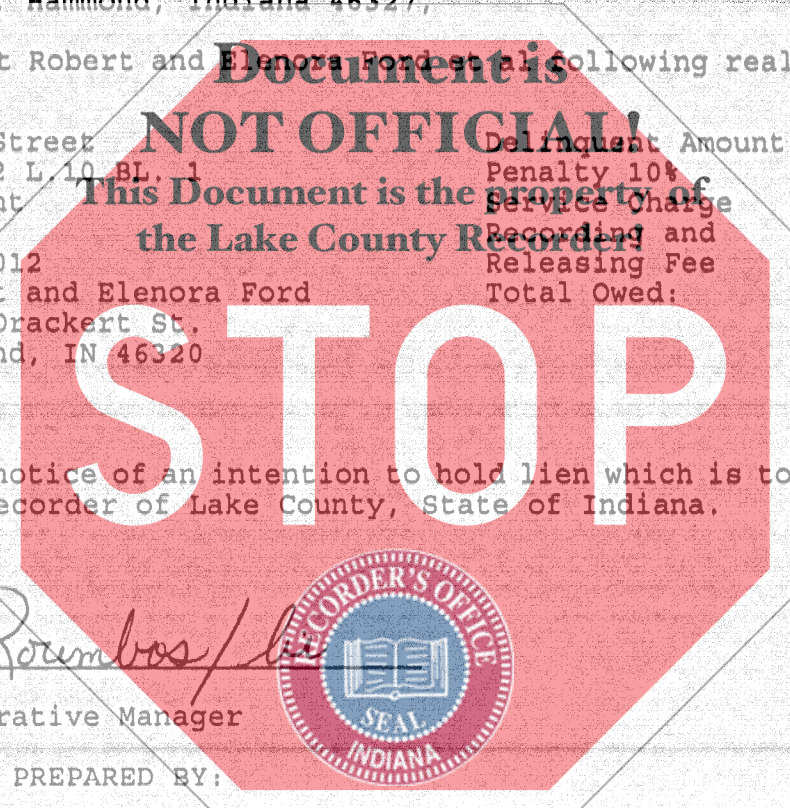 Hammond, Indiana 46327,
t Robert and Elenora Ford et al following real
Document is
NOT OFFICIAL!
This Document is the property of
the Lake County Recorder!
Street Delinquent Amount
2 L.10 BL. 1 Penalty 10%
nt Service Charge
Recording and
012 Releasing Fee
t and Elenora Ford Total Owed:
Drackert St.
nd, IN 46320
STOP
notice of an intention to hold lien which is to
ecorder of Lake County, State of Indiana.
Roumbos/
RECORDER'S OFFICE
SEAL
INDIANA
rative Manager
PREPARED BY: